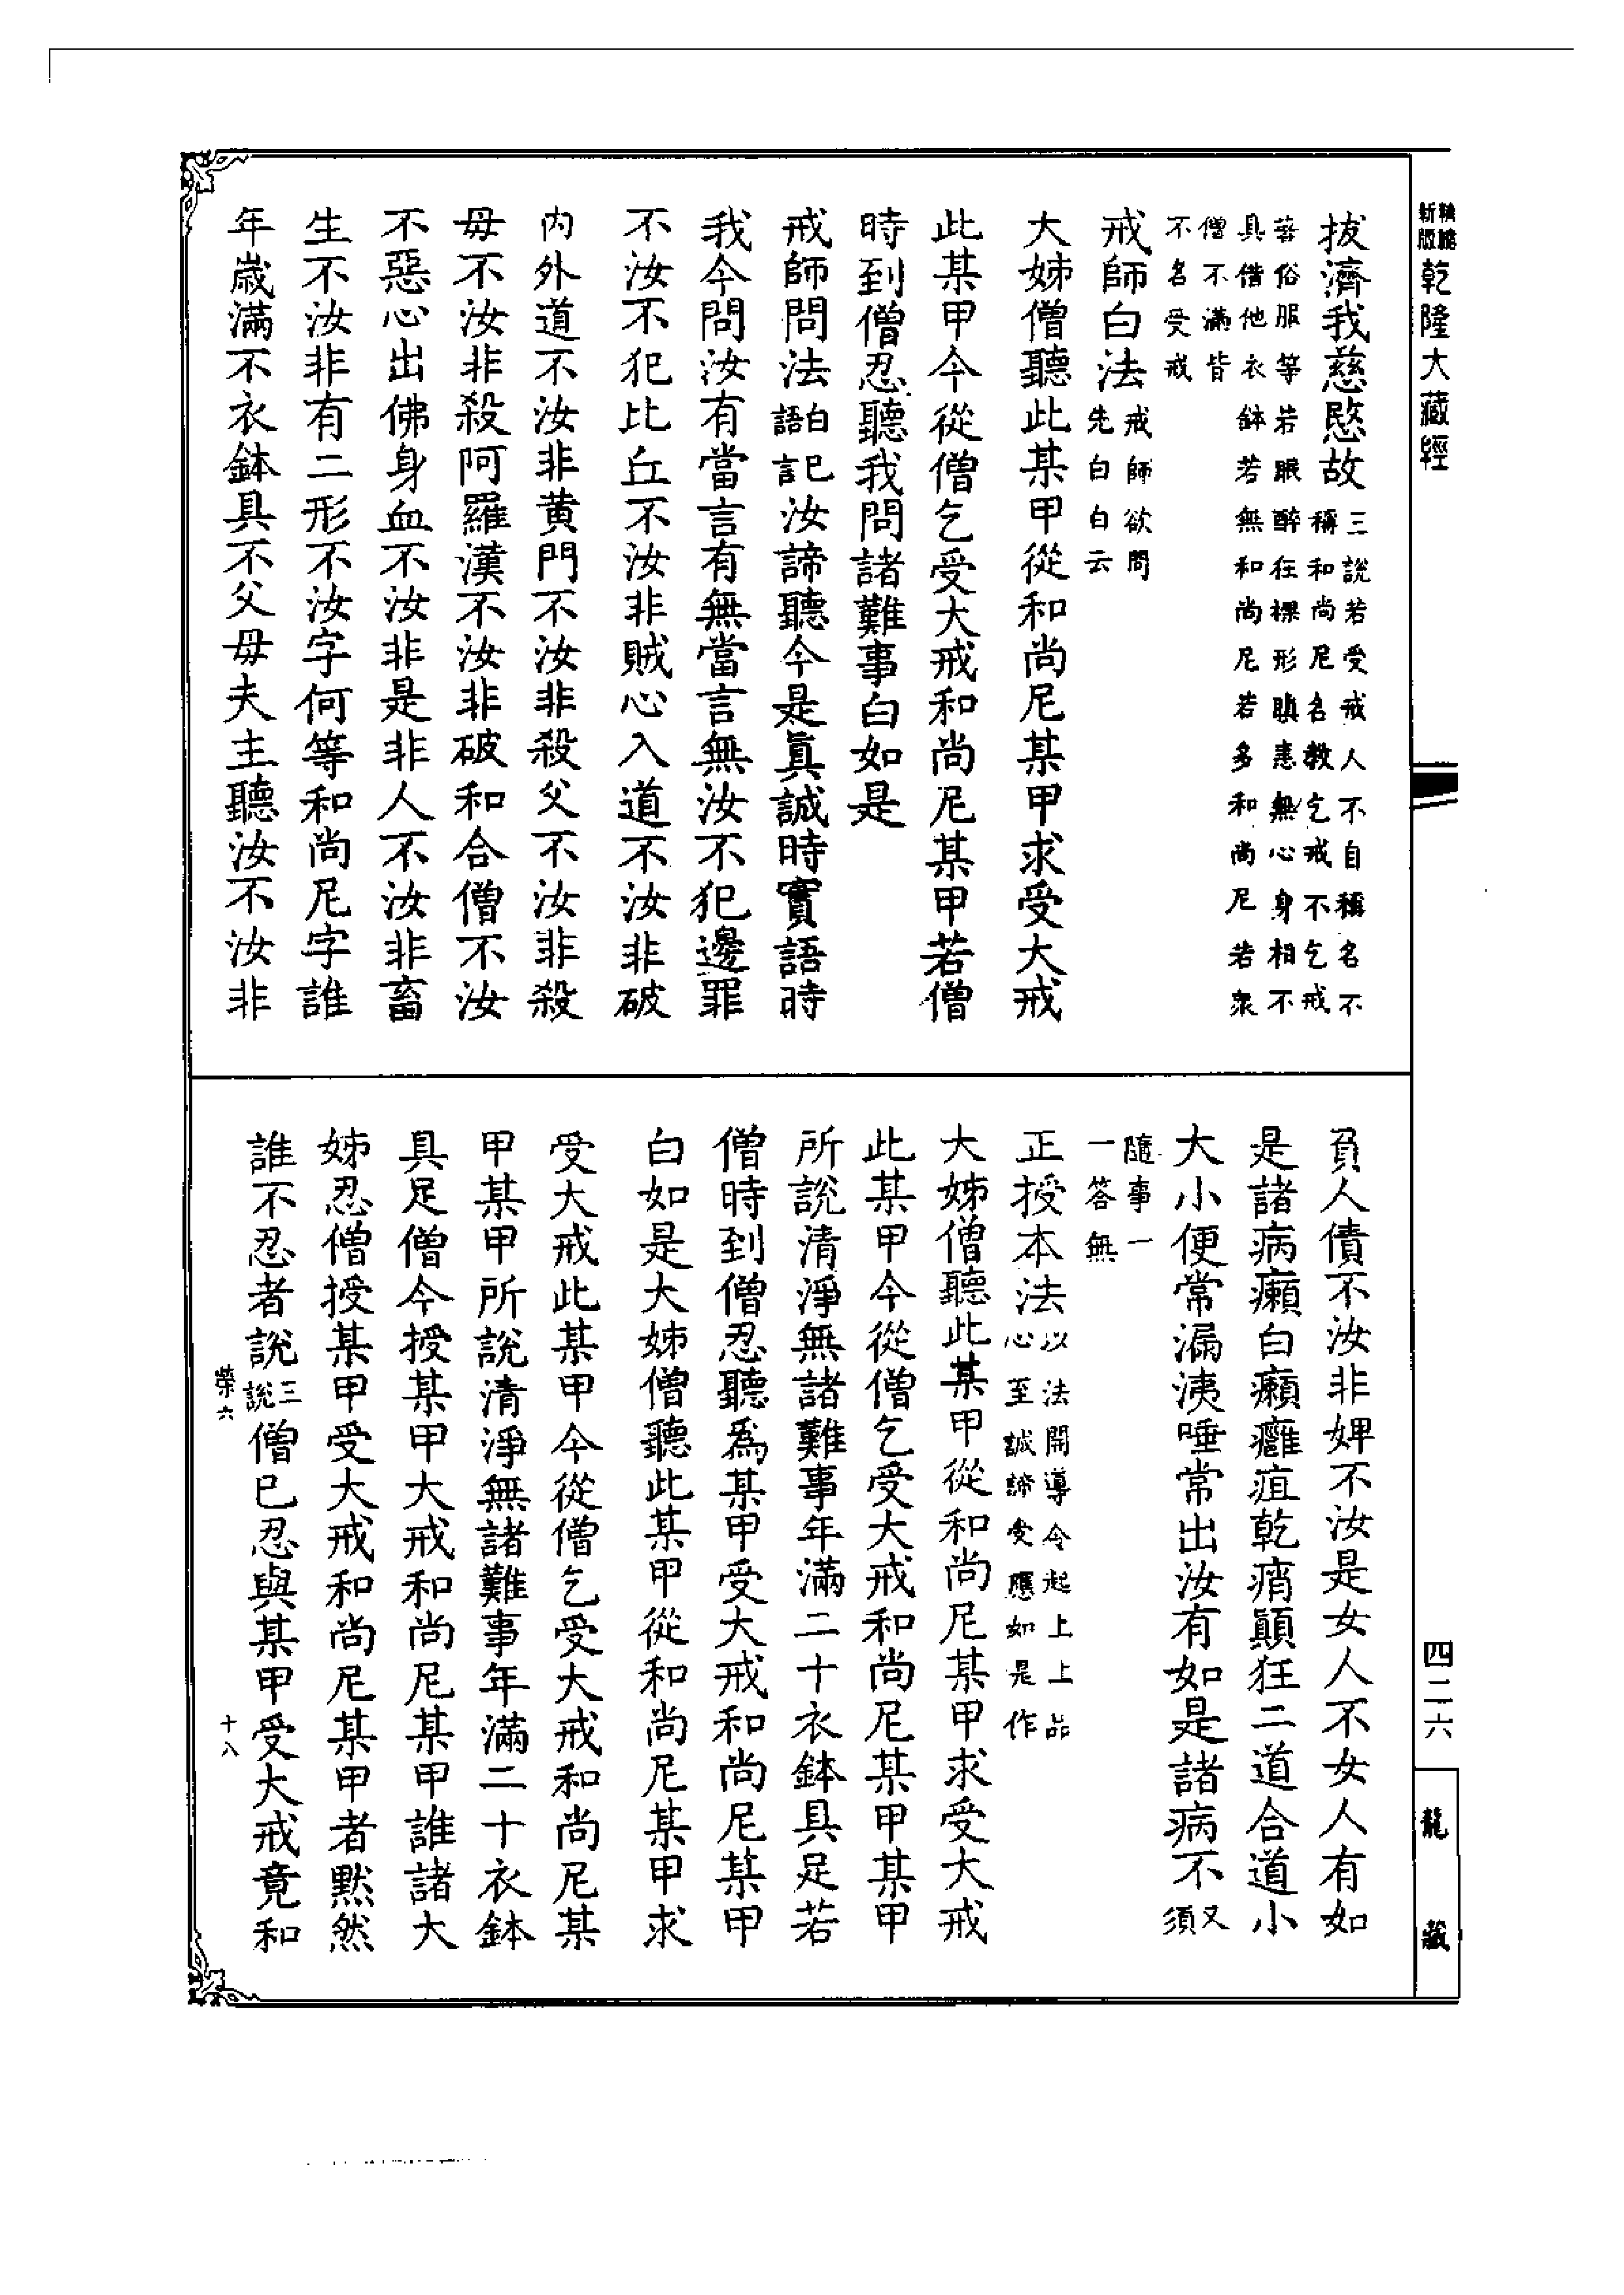 拔濟我慈愍故三說若受戒人不自稱名不
稱和尚尼名教乞戒不乞戒
若俗服等若眠醉在裸形瞋恚無心身相不
具借他衣鉢若無和尚尼若多和尚尼若衆
僧不滿皆
不名受戒
戒師白法戒師欲問
先白白云
大姊僧聽此某甲從和尚尼某甲求受大戒
此某甲今從僧乞受大戒和尚尼某甲若僧
時到僧忍聽我問諸難事白如是
戒師問法白語言巳汝諦聽今是眞誠時實語時
我今問汝有當言有無當言無汝不犯邊罪
不汝不犯比丘不汝非賊心入道不汝非破
內外道不汝非黃門不汝非殺父不汝非殺
母不汝非殺阿羅漢不汝非破和合僧不汝
不惡心出佛身血不汝非是非人不汝非畜
生不汝非有二形不汝字何等和尚尼字誰
年歲滿不衣鉢具不父母夫主聽汝不汝非
負人債不汝非婢不汝是女人不女人有如
是諸病癩白癩癰疽乾痟顛狂二道合道小
大小便常漏洟唾常出汝有如是諸病不又須
隨事一
一答無
正授本法以法開導令起上上品
心至誠諦受應如是作
大姊僧聽此某甲從和尚尼某甲求受大戒
此某甲今從僧乞受大戒和尚尼某甲某甲
所說清淨無諸難事年滿二十衣鉢具足若
僧時到僧忍聽爲某甲受大戒和尚尼某甲
白如是大姊僧聽此某甲從和尚尼某甲求
受大戒此某甲今從僧乞受大戒和尚尼某
甲某甲所說清淨無諸難事年滿二十衣鉢
具足僧今授某甲大戒和尚尼某甲誰諸大
姊忍僧授某甲受大戒和尚尼某甲者默然
誰不忍者說三說僧巳忍與某甲受大戒竟和
榮六
十八
新版
乾隆大藏經
四二六
龍藏